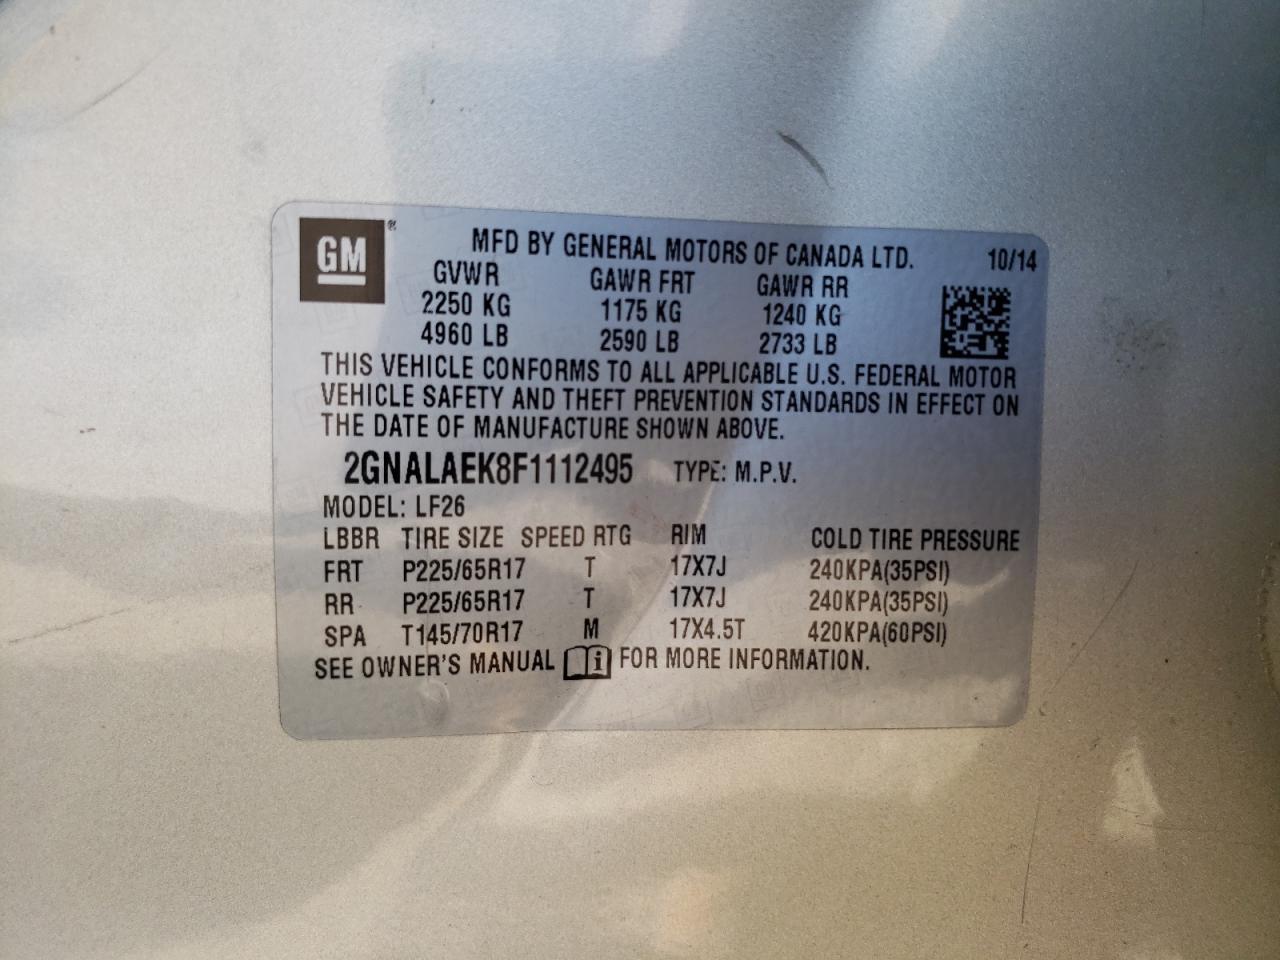 GM ®
MFD BY GENERAL MOTORS OF CANADA LTD. 10/14
GVWR GAWR FRT GAWR RR
2250 KG 1175 KG 1240 KG
4960 LB 2590 LB 2733 LB
THIS VEHICLE CONFORMS TO ALL APPLICABLE U.S. FEDERAL MOTOR
VEHICLE SAFETY AND THEFT PREVENTION STANDARDS IN EFFECT ON
THE DATE OF MANUFACTURE SHOWN ABOVE.
2GNALAEK8F1112495 TYPE: M.P.V.
MODEL: LF26
LBBR TIRE SIZE SPEED RTG RIM COLD TIRE PRESSURE
FRT P225/65R17 T 17X7J 240KPA(35PSI)
RR P225/65R17 T 17X7J 240KPA(35PSI)
SPA T145/70R17 M 17X4.5T 420KPA(60PSI)
SEE OWNER'S MANUAL i FOR MORE INFORMATION.